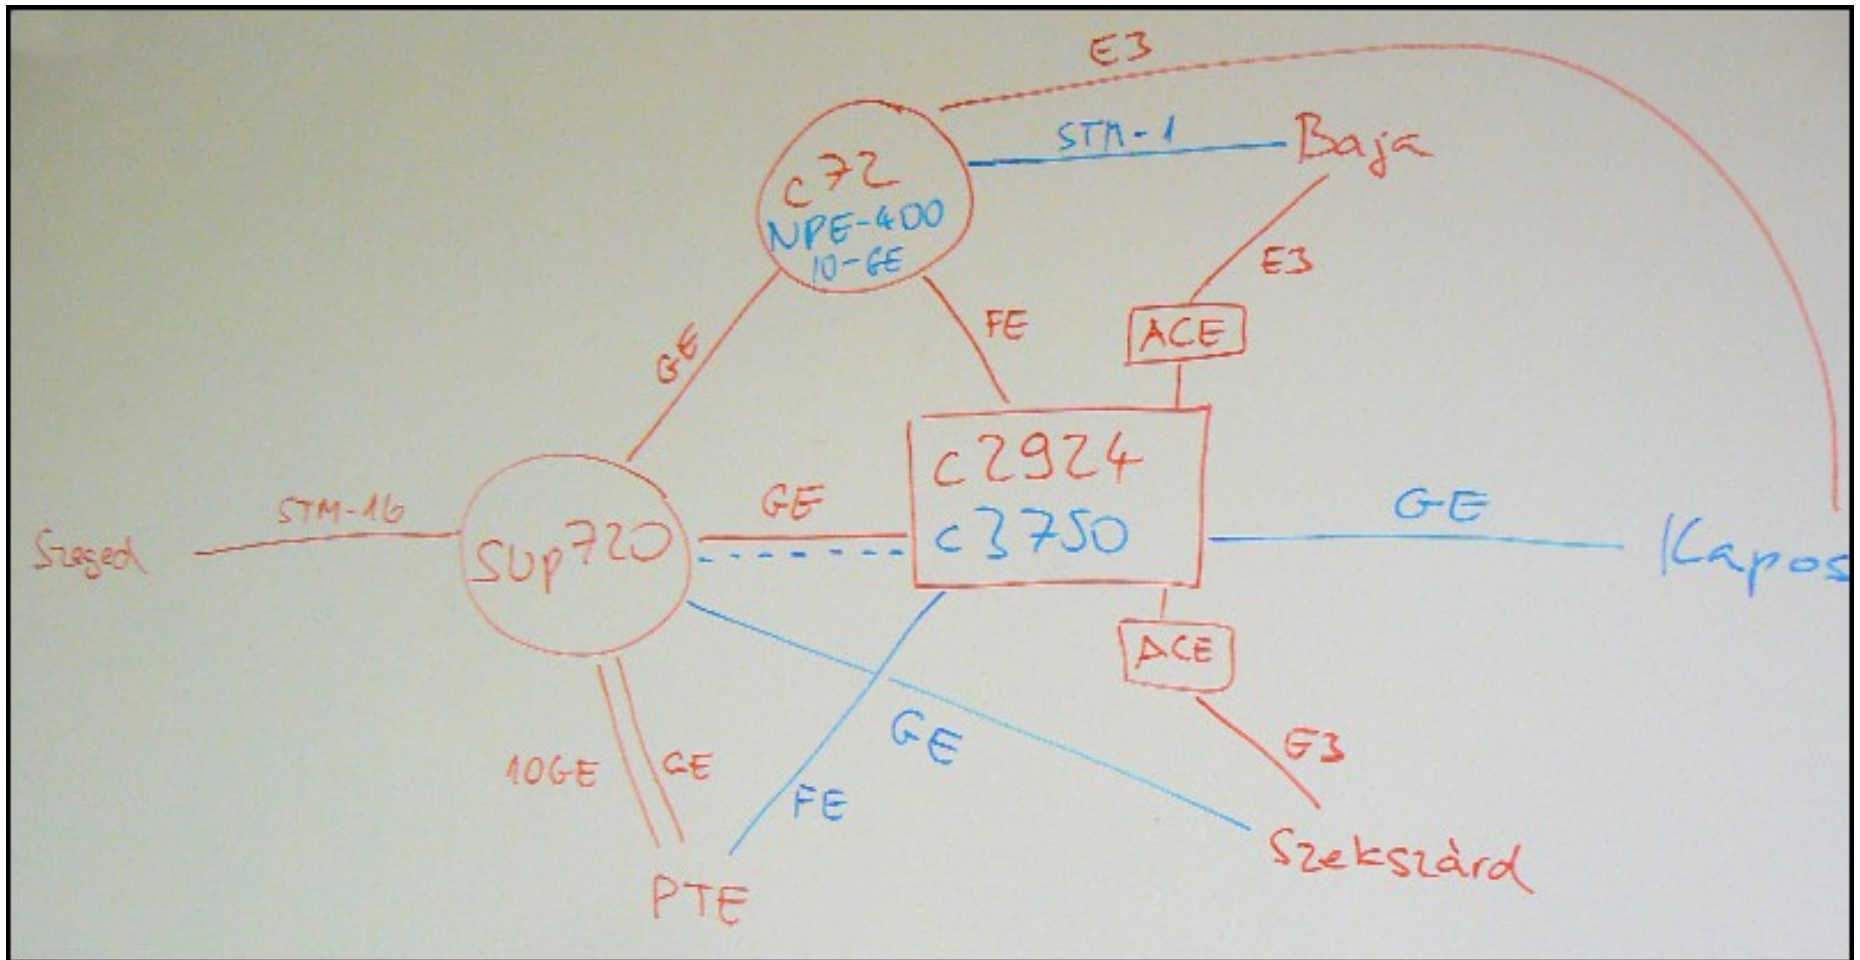 E3
STM-1
Baja
c72
NPE-400
10-GE
E3
FE
ACE
GE
c2924
c3750
GE
GE
STM-16
Szeged
Sup720
Kapos
ACE
GE
E3
10GE
GE
FE
Szekszárd
PTE